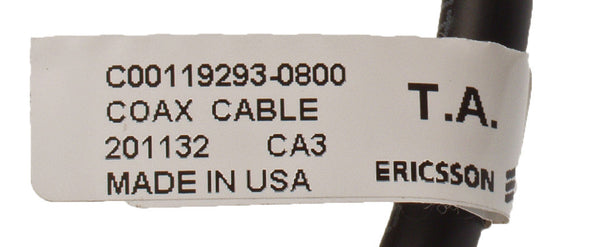 C00119293-0800
COAX CABLE
201132 CA3
MADE IN USA
T.A.
ERICSSON